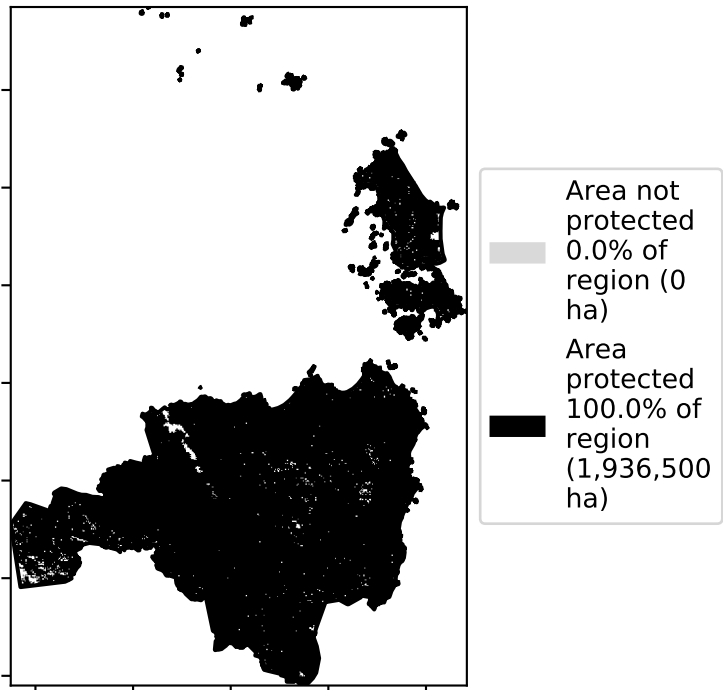 Area not
protected
0.0% of
region (0
ha)
Area
protected
100.0% of
region
(1,936,500
ha)